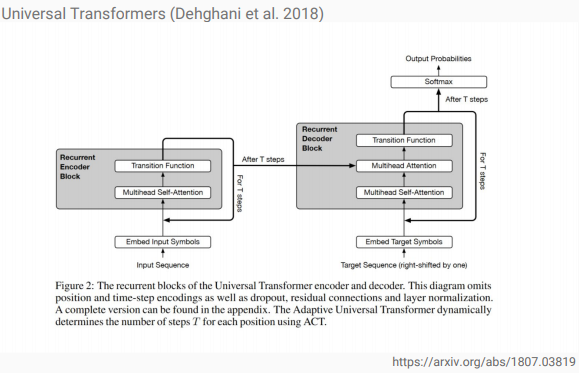 Universal Transformers (Dehghani et al. 2018)
Output Probabilities
Softmax
After T steps
Recurrent
Decoder
Block
Transition Function
Multihead Attention
Multihead Self-Attention
For T steps
After T steps
Recurrent
Encoder
Block
Transition Function
Multihead Self-Attention
For T steps
Embed Input Symbols
Embed Target Symbols
Input Sequence
Target Sequence (right-shifted by one)
Figure 2: The recurrent blocks of the Universal Transformer encoder and decoder. This diagram omits
position and time-step encodings as well as dropout, residual connections and layer normalization.
A complete version can be found in the appendix. The Adaptive Universal Transformer dynamically
determines the number of steps T for each position using ACT.
https://arxiv.org/abs/1807.03819